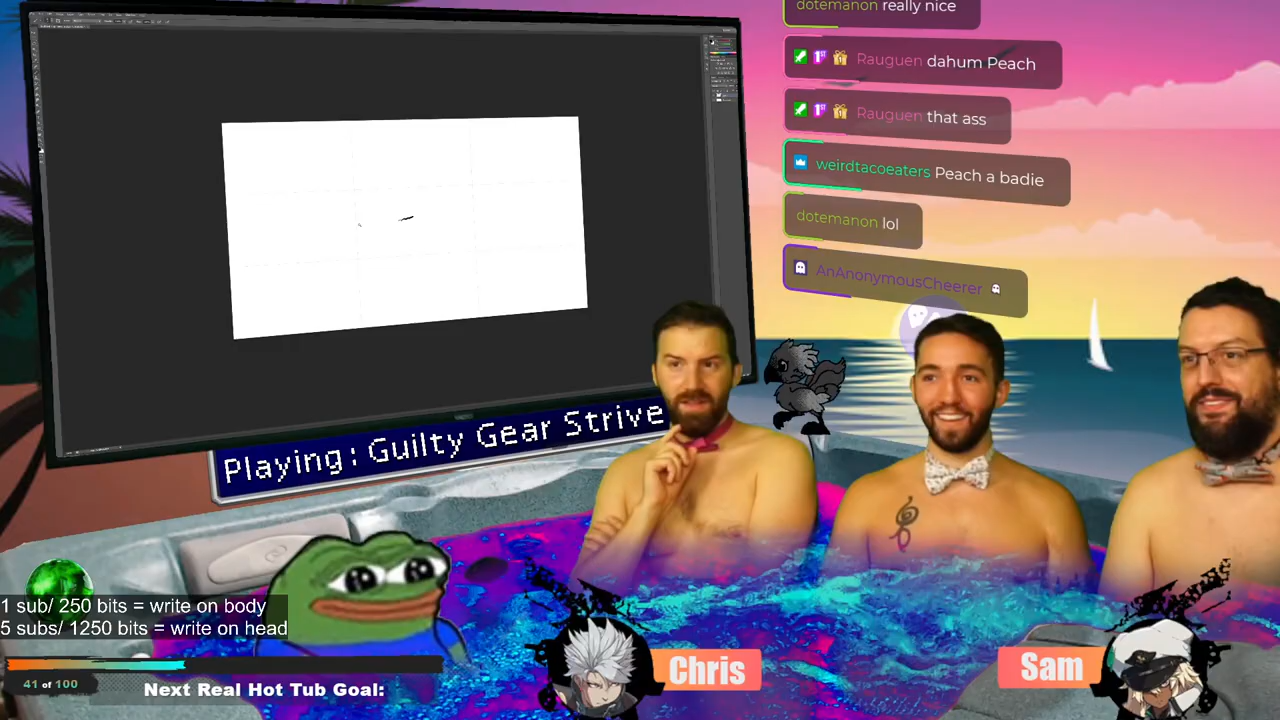 dotemanon really nice
Rauguen dahum Peach
Rauguen that ass
weirdtacoeaters Peach a badie
dotemanon lol
AnAnonymousCheerer
Playing: Guilty Gear Strive
1 sub/ 250 bits = write on body
5 subs/ 1250 bits = write on head
41 of 100
Next Real Hot Tub Goal:
Chris
Sam